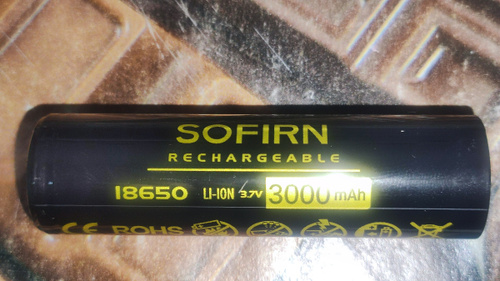 SOFIRN
RECHARGEABLE
18650 LI-ION 3.7V 3000mAh
CE ROHS